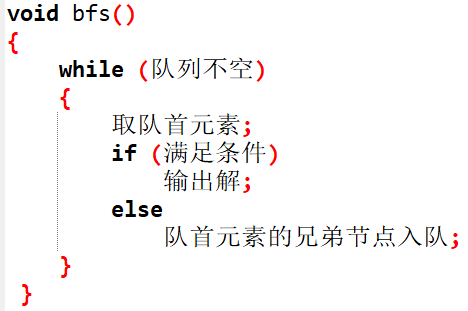 void bfs()
{
while (队列不空)
{
取队首元素;
if (满足条件)
输出解;
else
队首元素的兄弟节点入队;
}
}